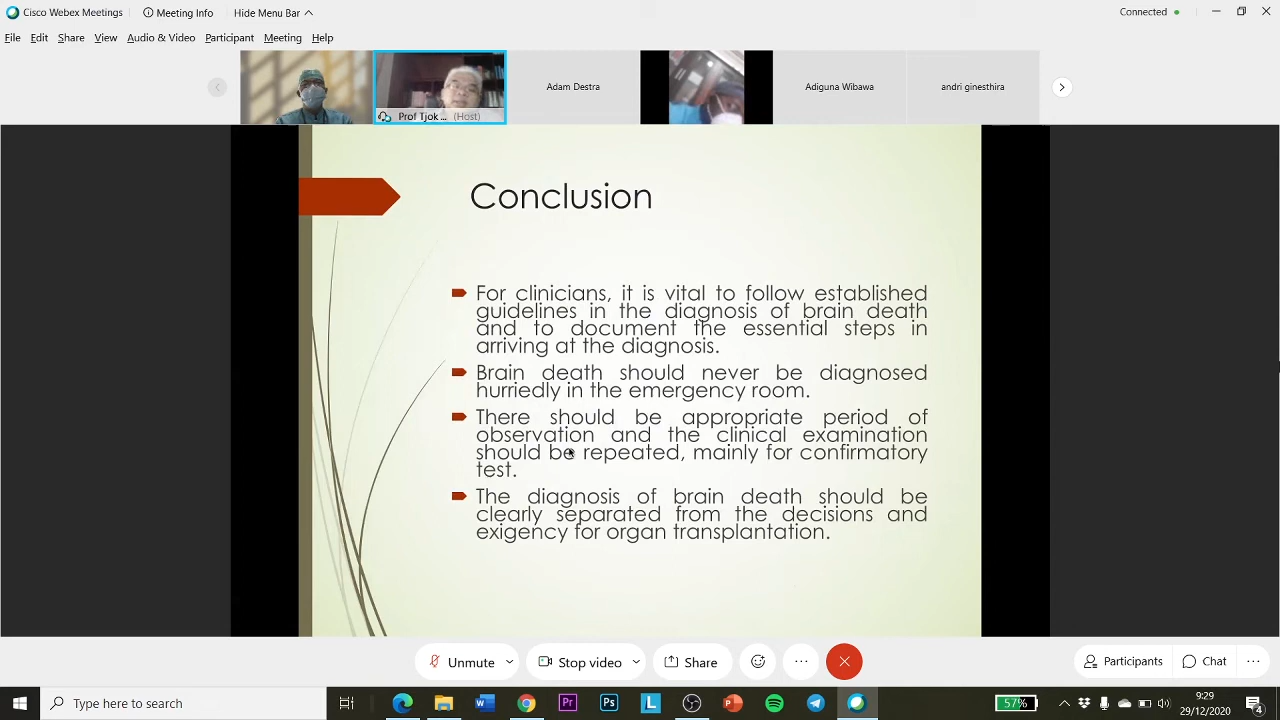 Cisco Webex Meetings
Meeting Info
Hide Menu Bar
Connected
File Edit Share View Audio & Video Participant Meeting Help
Prof Tjok ... (Host)
Adam Destra
Adiguna Wibawa
andri ginesthira
Conclusion
For clinicians, it is vital to follow established
guidelines in the diagnosis of brain death
and to document the essential steps in
arriving at the diagnosis.
Brain death should never be diagnosed
hurriedly in the emergency room.
There should be appropriate period of
observation and the clinical examination
should be repeated, mainly for confirmatory
test.
The diagnosis of brain death should be
clearly separated from the decisions and
exigency for organ transplantation.
Unmute
Stop video
Share
Participants
Chat
Type here to search
Pr
Ps
L
57%
9:29
29/12/2020
4